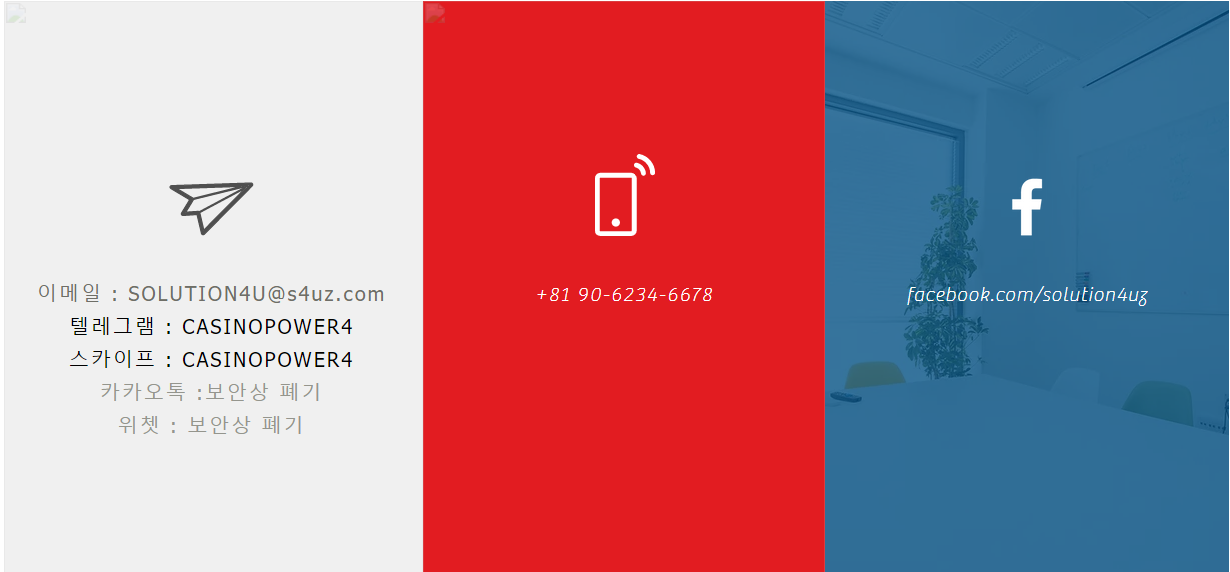 이메일 : SOLUTION4U@s4uz.com
텔레그램 : CASINOPOWER4
스카이프 : CASINOPOWER4
카카오톡 :보안상 폐기
위쳇 : 보안상 폐기
+81 90-6234-6678
facebook.com/solution4uz